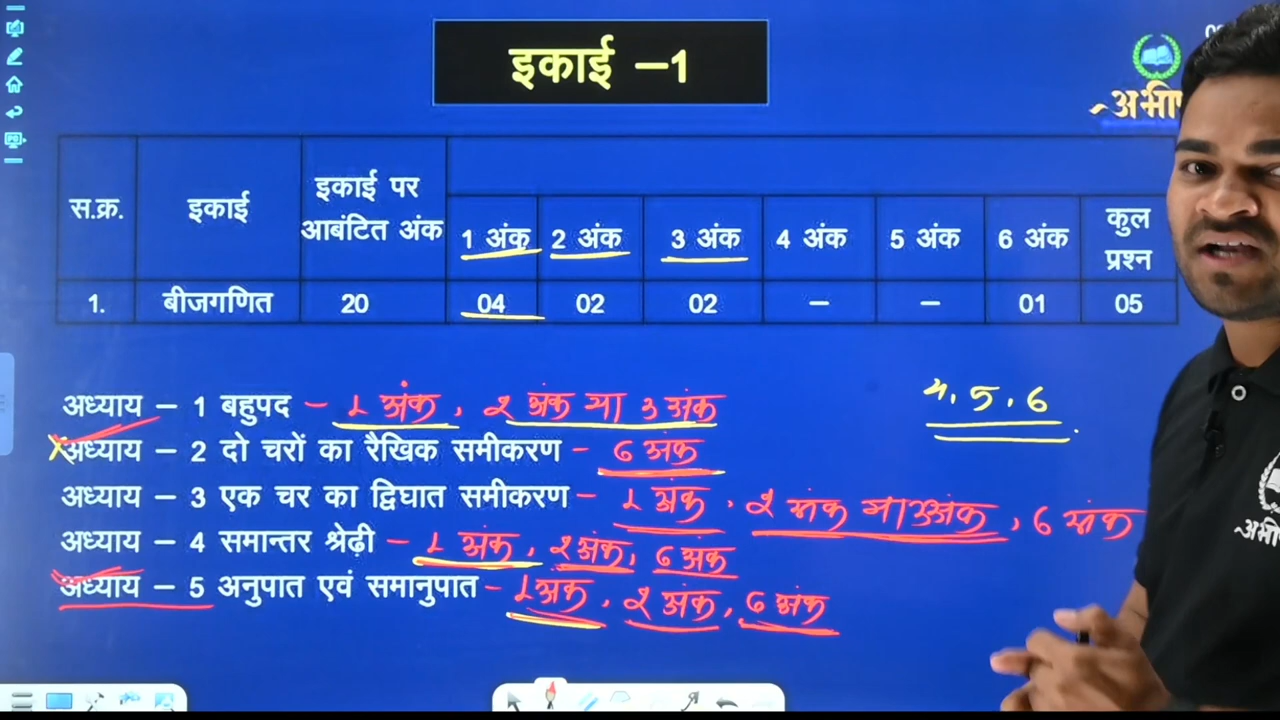 इकाई –1
अभी
स.क्र. इकाई इकाई पर आबंटित अंक 1 अंक 2 अंक 3 अंक 4 अंक 5 अंक 6 अंक कुल प्रश्न
1. बीजगणित 20 04 02 02 – – 01 05
4, 5, 6
अध्याय – 1 बहुपद – 1 अंक, 2 अंक या 3 अंक
x अध्याय – 2 दो चरों का रैखिक समीकरण – 6 अंक
अध्याय – 3 एक चर का द्विघात समीकरण – 1 अंक, 2 अंक या 3 अंक, 6 अंक
अध्याय – 4 समान्तर श्रेढ़ी – 1 अंक, 2 अंक, 6 अंक
अध्याय – 5 अनुपात एवं समानुपात – 1 अंक, 2 अंक, 6 अंक